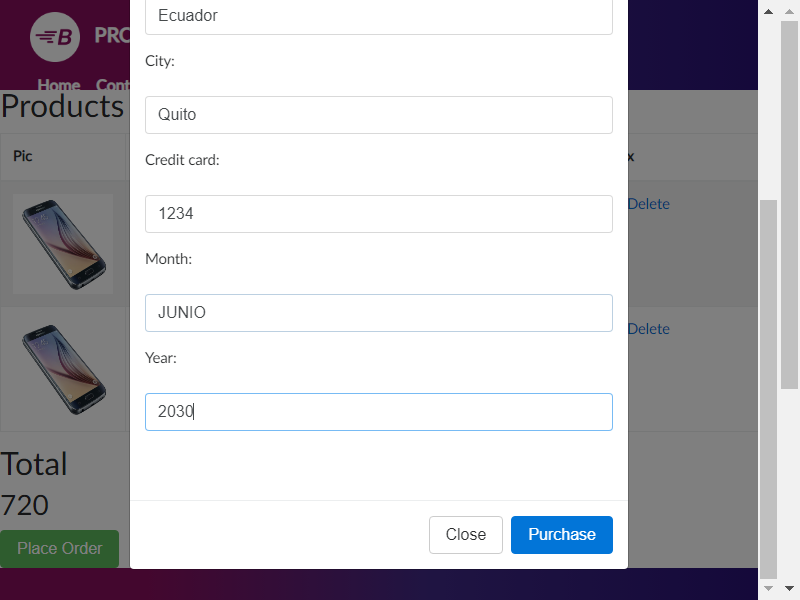 B PRO
Home Cont
Products
Pic
x
Delete
Delete
Total
720
Place Order
Ecuador
City:
Quito
Credit card:
1234
Month:
JUNIO
Year:
2030
Close Purchase